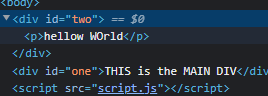 <body>
<div id="two"> == $0
<p>hellow WOrld</p>
</div>
<div id="one">THIS is the MAIN DIV</div>
<script src="script.js"></script>